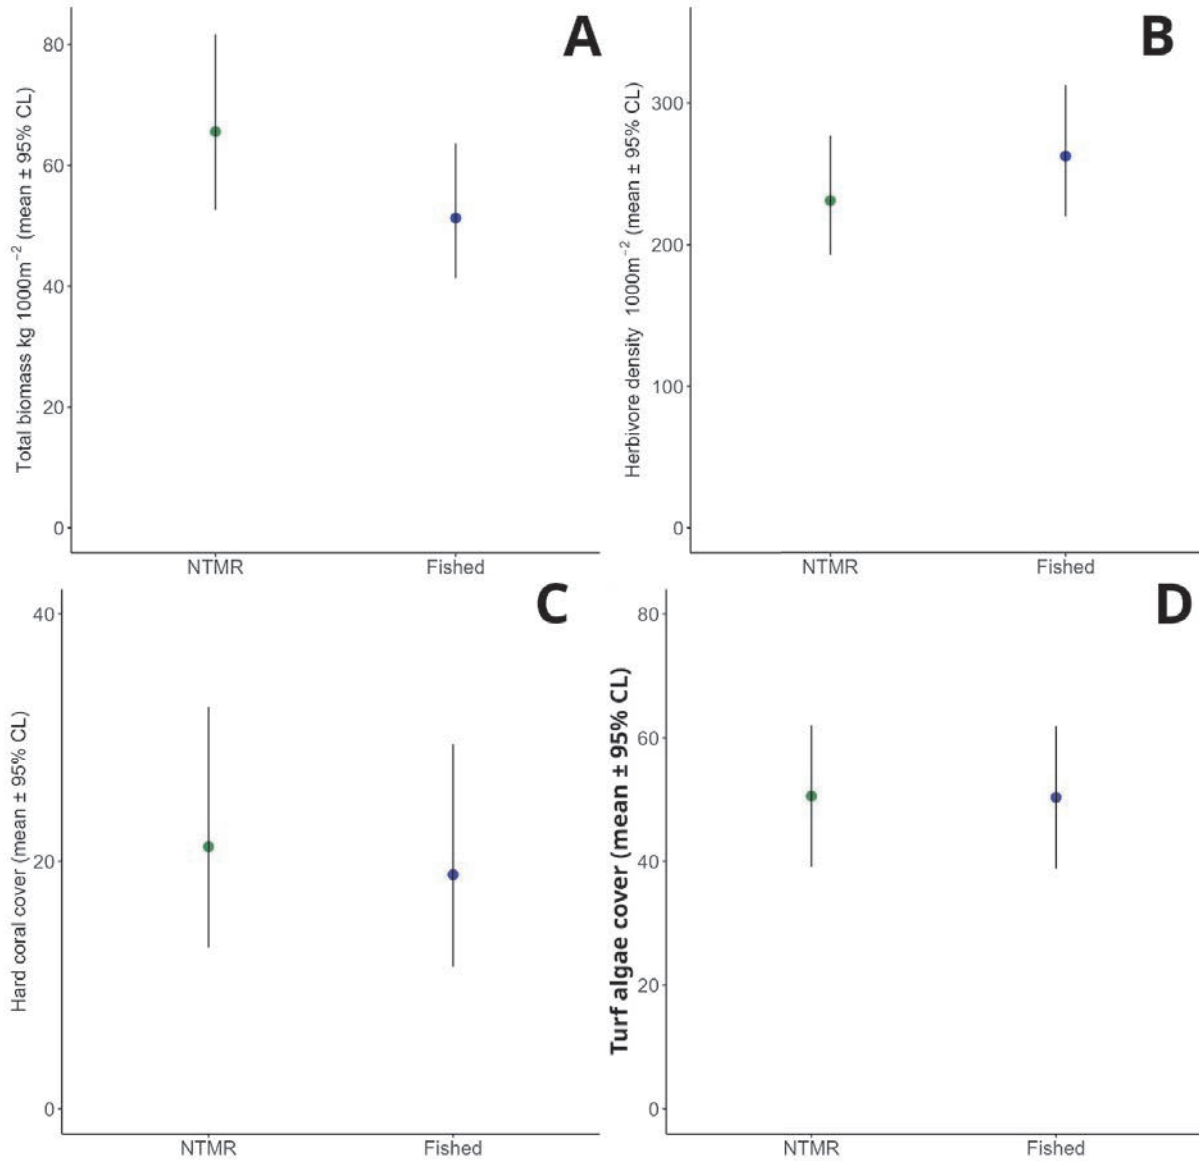 A
Total biomass kg 1000m⁻² (mean ± 95% CL)
80
60
40
20
0
NTMR Fished
B
Herbivore density 1000m⁻² (mean ± 95% CL)
300
200
100
0
NTMR Fished
C
Hard coral cover (mean ± 95% CL)
40
20
0
NTMR Fished
D
Turf algae cover (mean ± 95% CL)
80
60
40
20
0
NTMR Fished